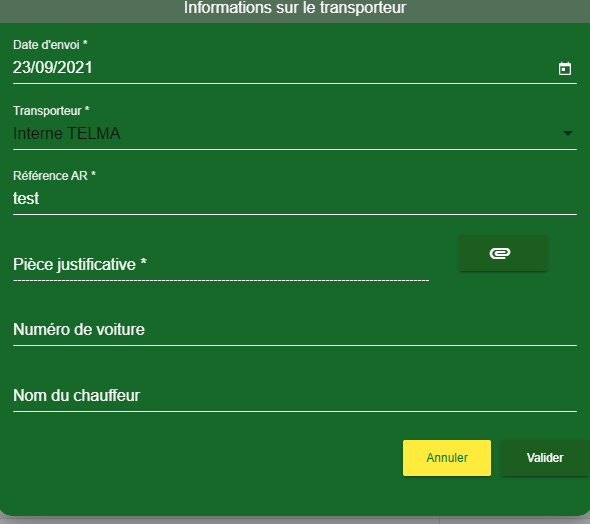 Informations sur le transporteur
Date d'envoi *
23/09/2021
Transporteur *
Interne TELMA
Référence AR *
test
Pièce justificative *
Numéro de voiture
Nom du chauffeur
Annuler Valider